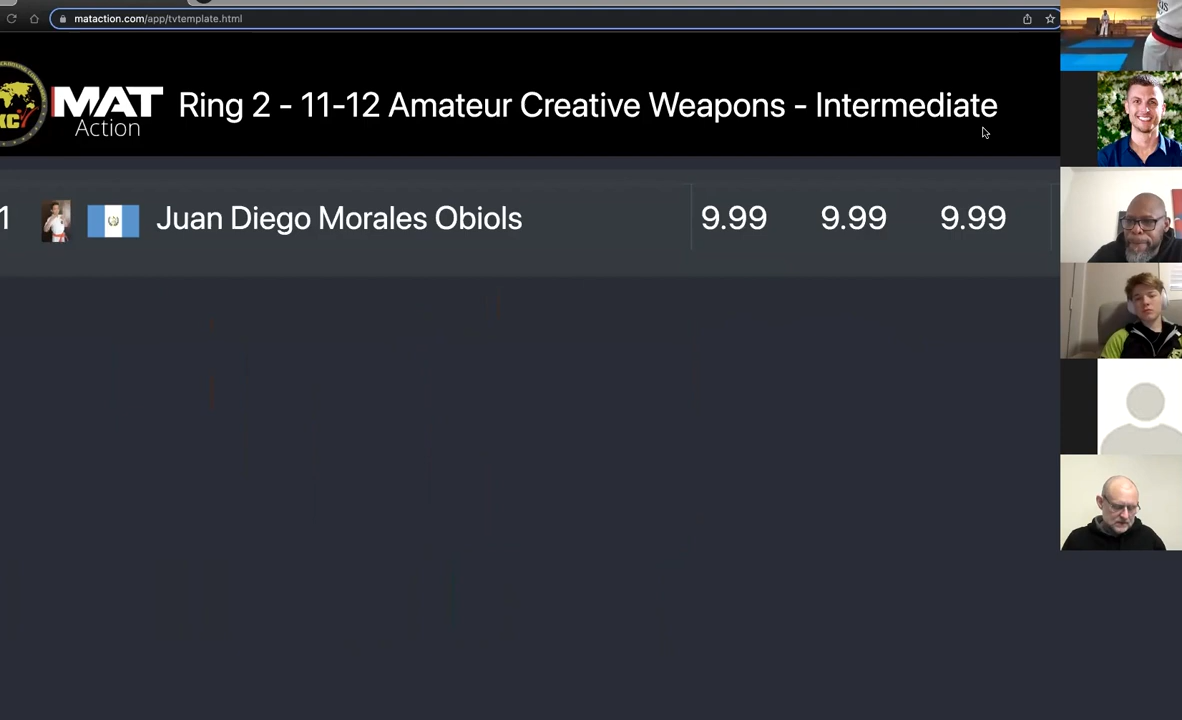 mataction.com/app/tvtemplate.html
MAT
Action
Ring 2 - 11-12 Amateur Creative Weapons - Intermediate
1 Juan Diego Morales Obiols 9.99 9.99 9.99